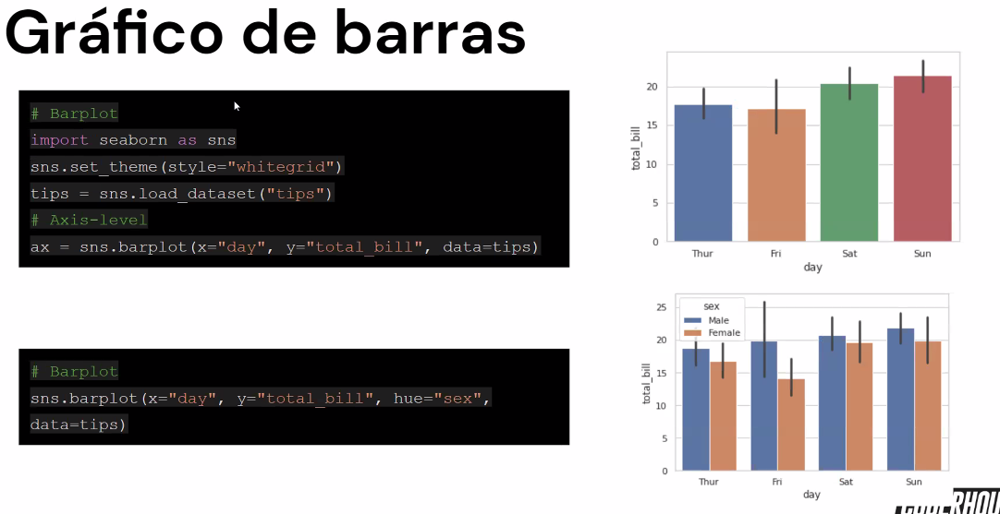 Gráfico de barras
# Barplot
import seaborn as sns
sns.set_theme(style="whitegrid")
tips = sns.load_dataset("tips")
# Axis-level
ax = sns.barplot(x="day", y="total_bill", data=tips)
20
15
10
5
0
total_bill
Thur Fri Sat Sun
day
# Barplot
sns.barplot(x="day", y="total_bill", hue="sex",
data=tips)
sex
Male
Female
25
20
15
10
5
0
total_bill
Thur Fri Sat Sun
day